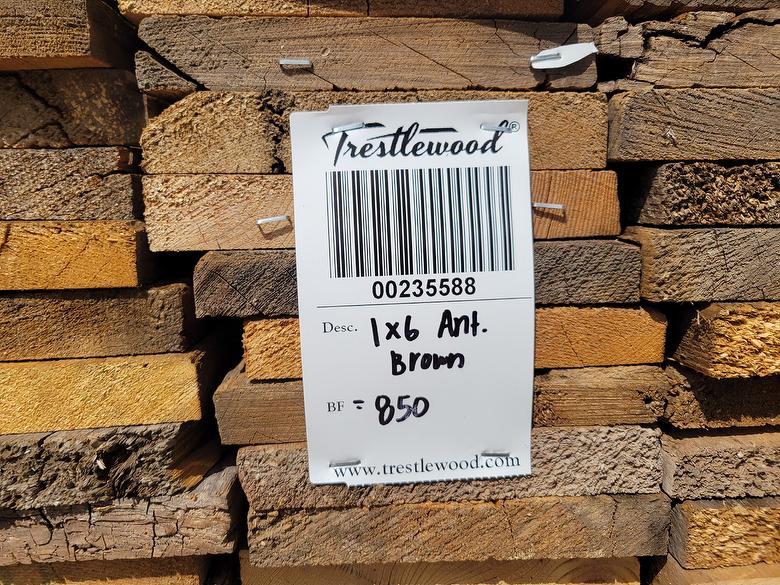 Trestlewood®
00235588
Desc. 1x6 Ant.
Brown
BF = 850
www.trestlewood.com